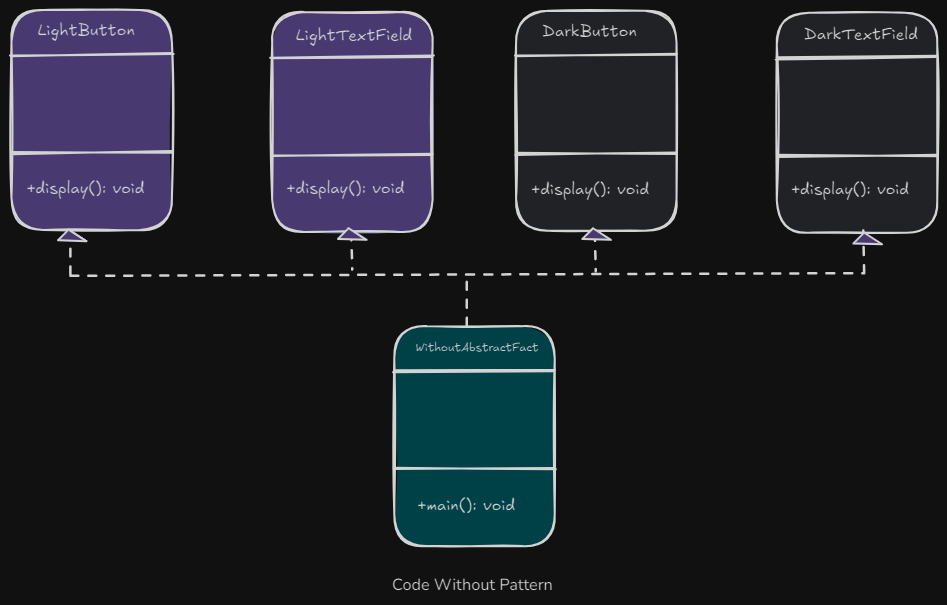 LightButton
LightTextField
DarkButton
DarkTextField
+display(): void
+display(): void
+display(): void
+display(): void
WithoutAbstractFact
+main(): void
Code Without Pattern